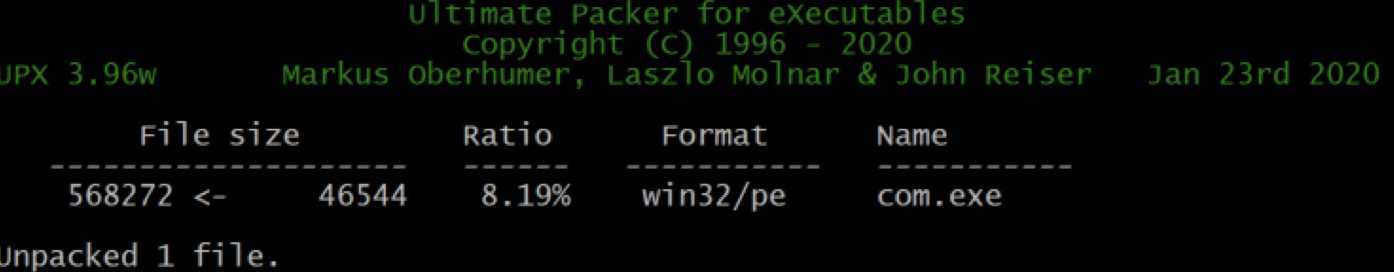 Ultimate Packer for eXecutables
Copyright (C) 1996 - 2020
UPX 3.96w Markus Oberhumer, Laszlo Molnar & John Reiser Jan 23rd 2020
File size Ratio Format Name
-------------------- ------ ----------- -----------
568272 <- 46544 8.19% win32/pe com.exe
Unpacked 1 file.